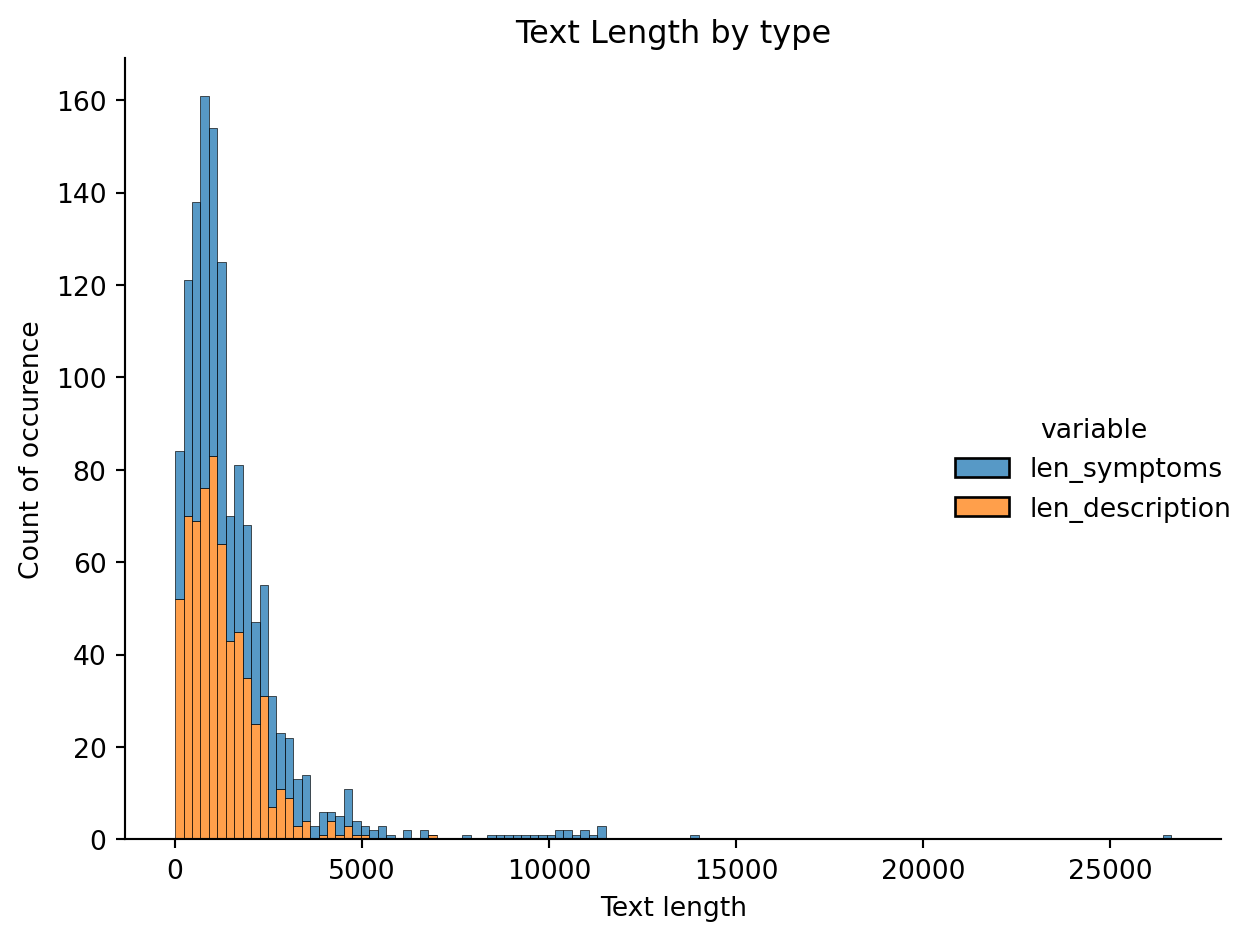 Text Length by type
160
140
120
100
80
60
40
20
0
Count of occurence
0 5000 10000 15000 20000 25000
Text length
variable
len_symptoms
len_description